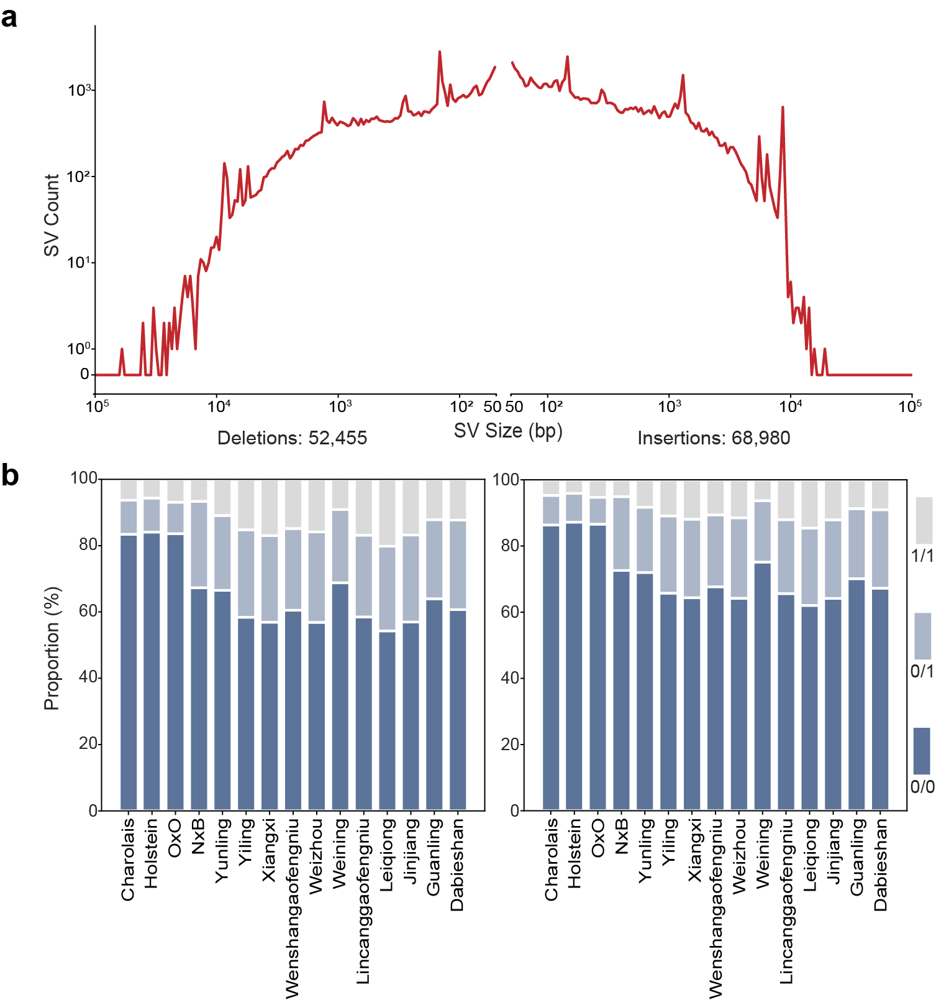 a
SV Count
10³
10²
10¹
10⁰
0
10⁵ 10⁴ 10³ 10² 50 50 10² 10³ 10⁴ 10⁵
SV Size (bp)
Deletions: 52,455 Insertions: 68,980
b
Proportion (%)
100
80
60
40
20
0
Charolais
Holstein
OxO
NxB
Yunling
Yiling
Xiangxi
Wenshangaofengniu
Weizhou
Weining
Lincanggaofengniu
Leiqiong
Jinjiang
Guanling
Dabieshan
100
80
60
40
20
0
Charolais
Holstein
OxO
NxB
Yunling
Yiling
Xiangxi
Wenshangaofengniu
Weizhou
Weining
Lincanggaofengniu
Leiqiong
Jinjiang
Guanling
Dabieshan
1/1
0/1
0/0